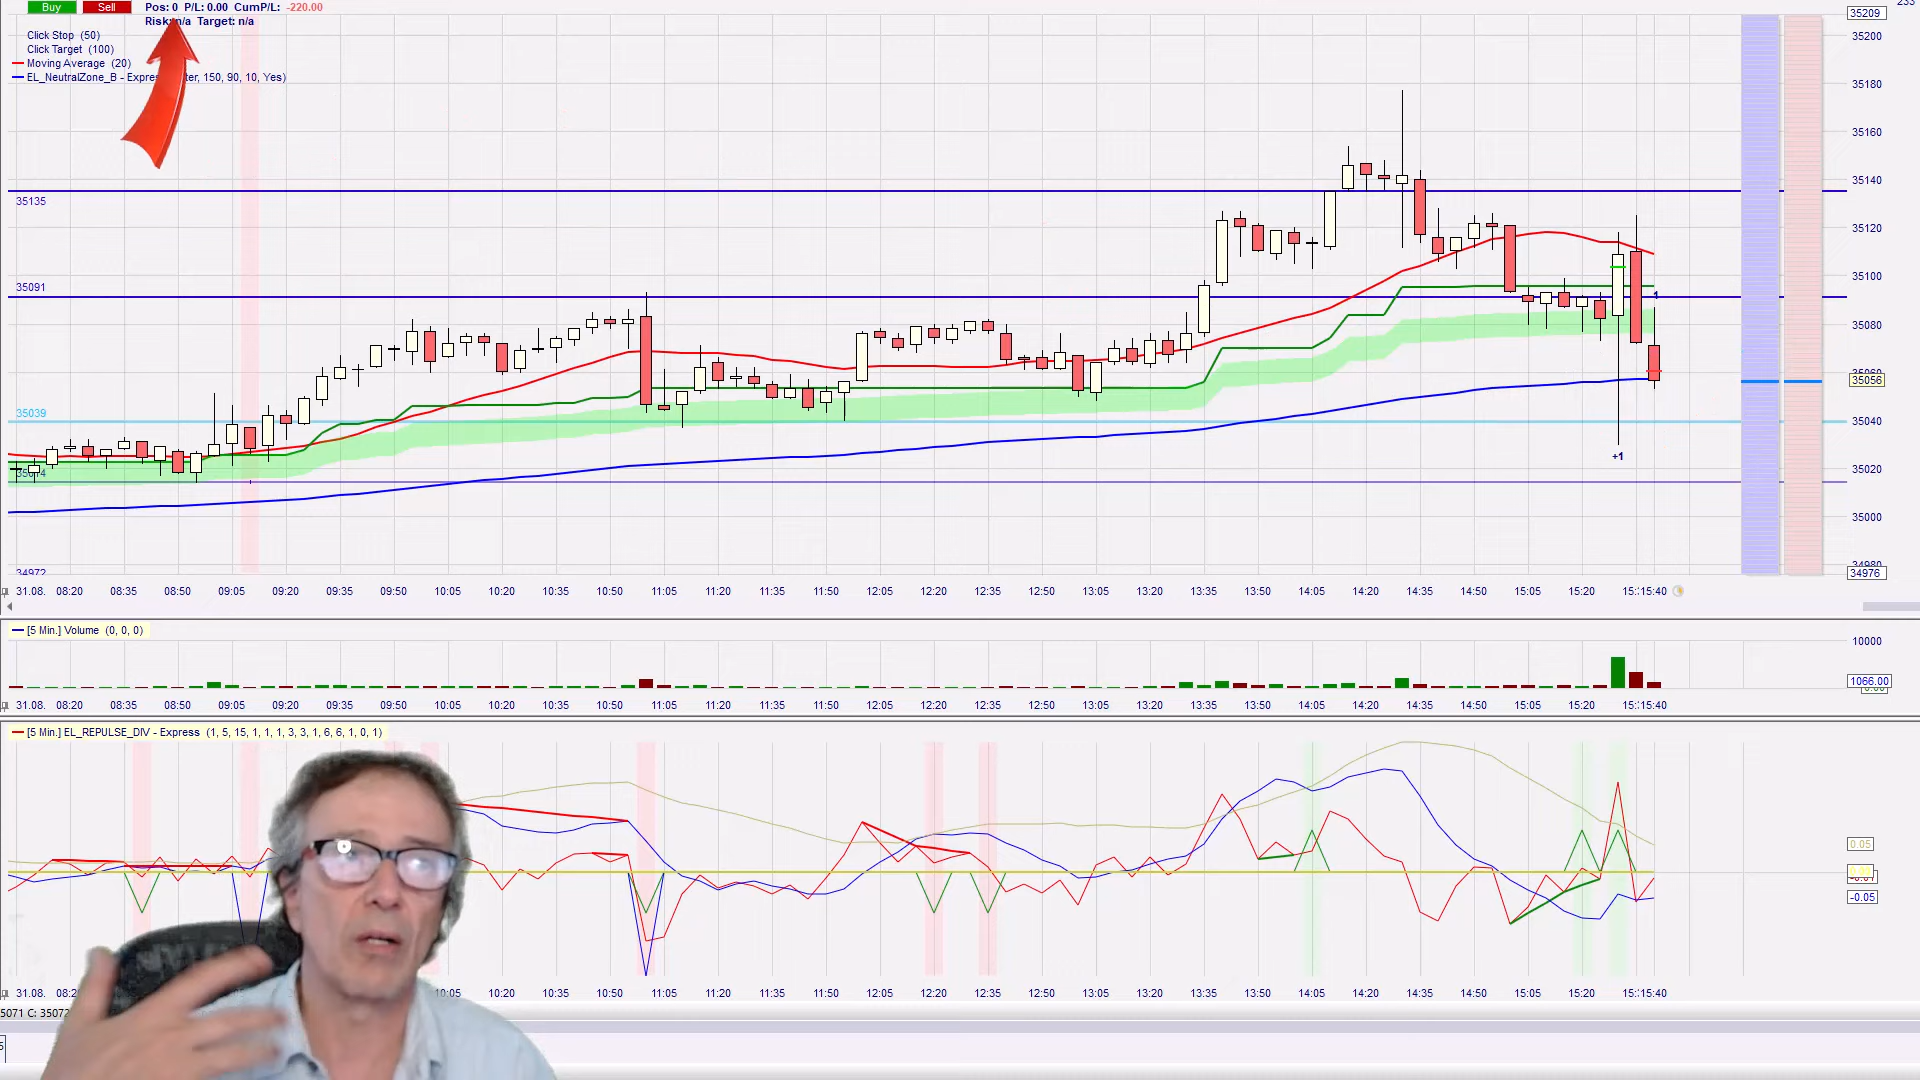 Buy Sell Pos: 0 P/L: 0.00 CumP/L: -220.00
Risk: n/a Target: n/a
Click Stop (50)
Click Target (100)
Moving Average (20)
EL_NeutralZone_B - Expres ter, 150, 90, 10, Yes)
233
35209
35200
35180
35160
35140
35135
35120
35100
35091
1
35080
35056
35039
35040
+1
35020
35000
34972
34976
31.08. 08:20 08:35 08:50 09:05 09:20 09:35 09:50 10:05 10:20 10:35 10:50 11:05 11:20 11:35 11:50 12:05 12:20 12:35 12:50 13:05 13:20 13:35 13:50 14:05 14:20 14:35 14:50 15:05 15:20 15: 15:40
[5 Min.] Volume (0, 0, 0)
10000
1066.00
31.08. 08:20 08:35 08:50 09:05 09:20 09:35 09:50 10:05 10:20 10:35 10:50 11:05 11:20 11:35 11:50 12:05 12:20 12:35 12:50 13:05 13:20 13:35 13:50 14:05 14:20 14:35 14:50 15:05 15:20 15: 15:40
[5 Min.] EL_REPULSE_DIV - Express (1, 5, 15, 1, 1, 1, 3, 3, 1, 6, 6, 1, 0, 1)
0.05
-0.05
31.08. 08:20 10:05 10:20 10:35 10:50 11:05 11:20 11:35 11:50 12:05 12:20 12:35 12:50 13:05 13:20 13:35 13:50 14:05 14:20 14:35 14:50 15:05 15:20 15: 15:40
5071 C: 35072